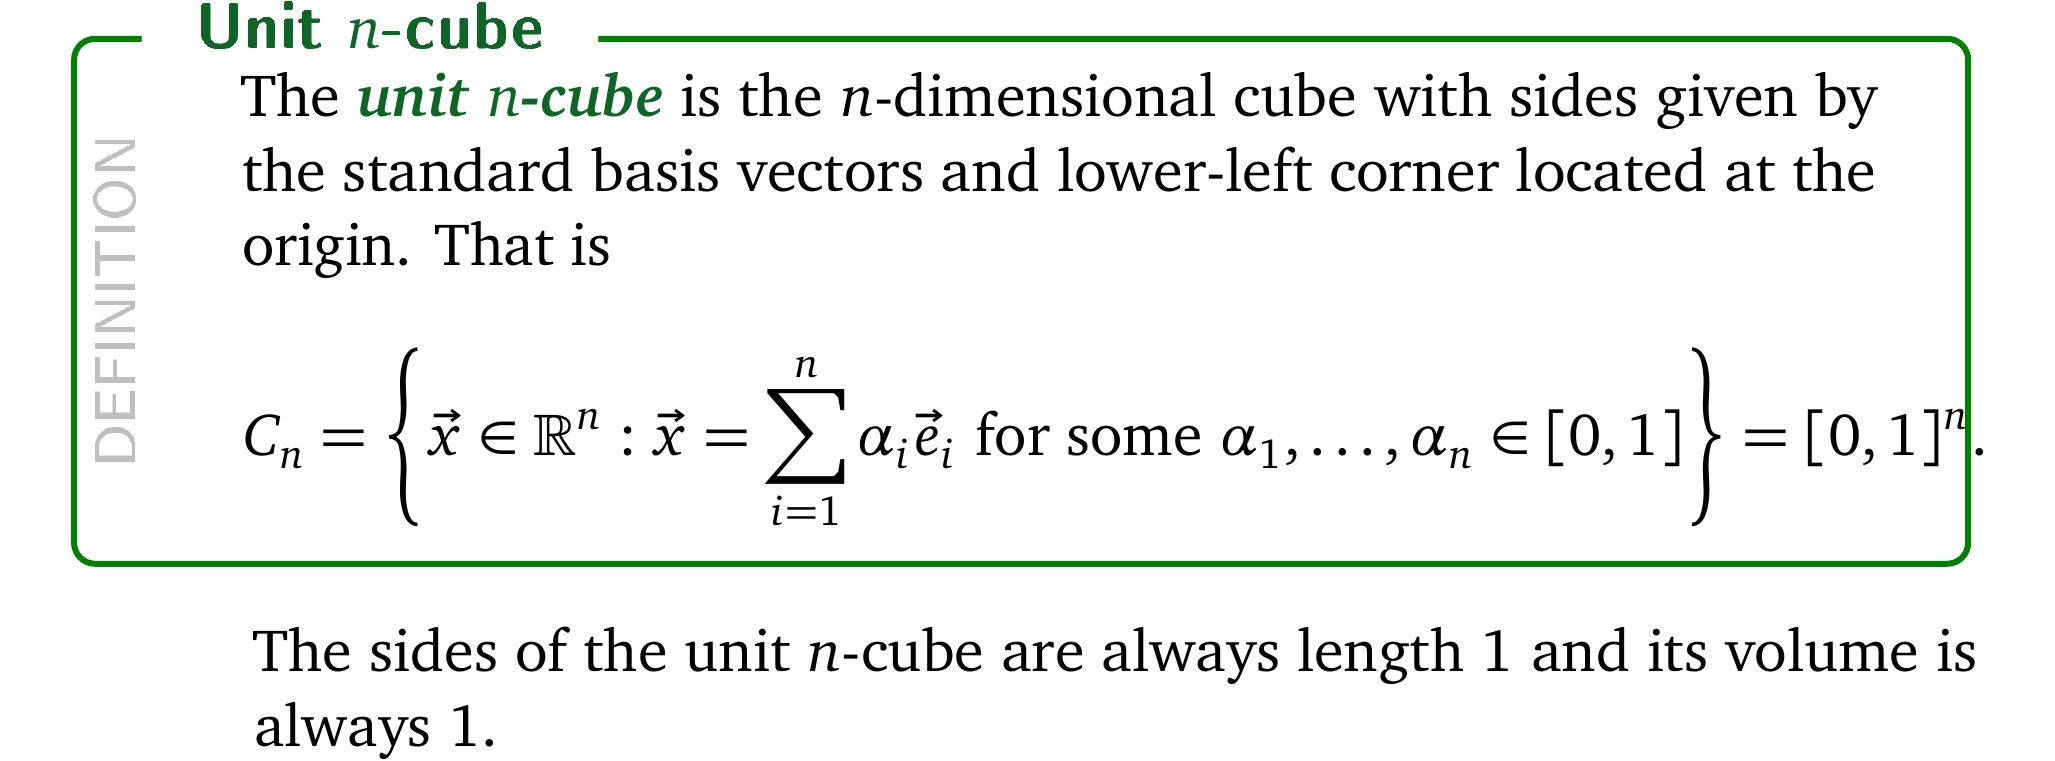 Unit n-cube
DEFINITION
The unit n-cube is the n-dimensional cube with sides given by
the standard basis vectors and lower-left corner located at the
origin. That is
$C_n = \left\{ \vec{x} \in \mathbb{R}^n : \vec{x} = \sum_{i=1}^{n} \alpha_i \vec{e}_i \text{ for some } \alpha_1, \ldots, \alpha_n \in [0, 1] \right\} = [0, 1]^n.$
The sides of the unit n-cube are always length 1 and its volume is
always 1.